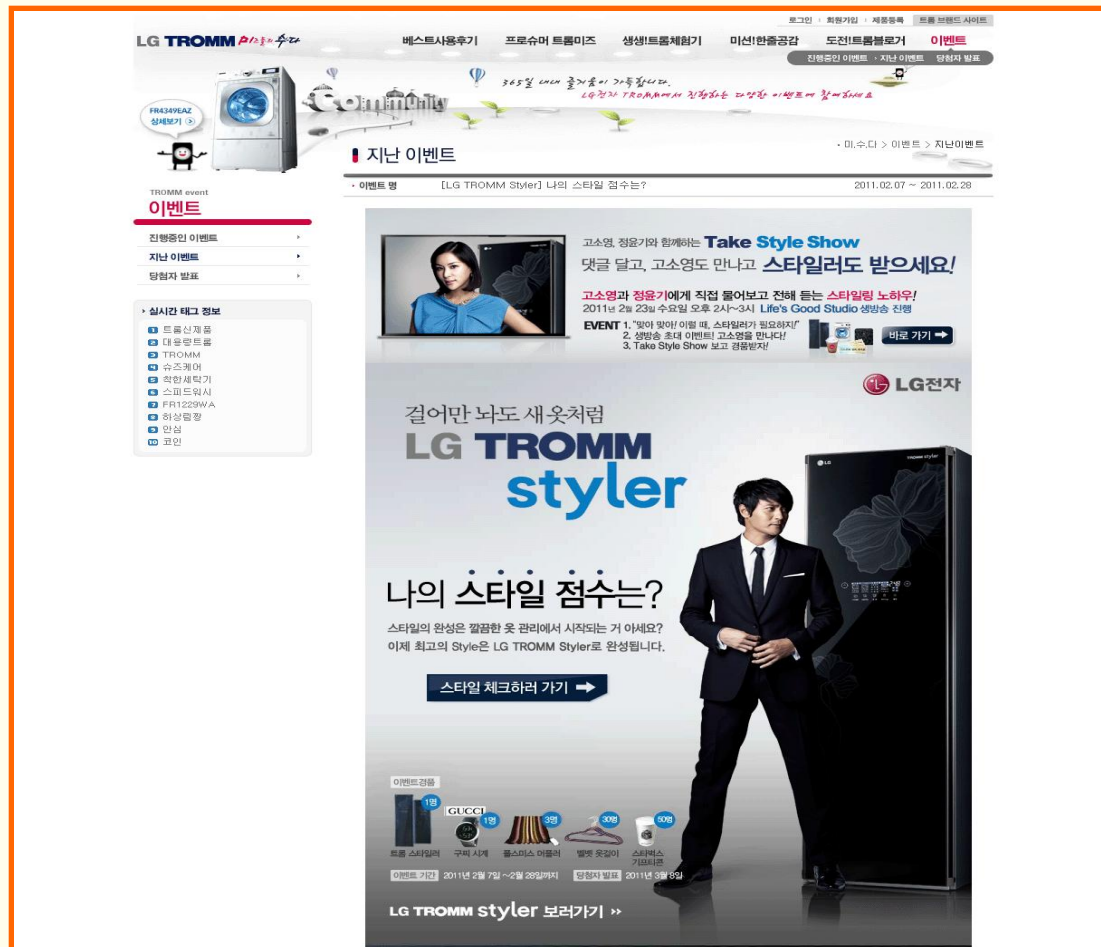 로그인 회원가입 제품등록 트롬 브랜드 사이트
LG TROMM 미즈들의 수다
베스트사용후기 프로슈머 트롬미즈 생생!트롬체험기 미션!한줄공감 도전!트롬블로거 이벤트
진행중인 이벤트 · 지난 이벤트 당첨자 발표
365일 내내 즐거움이 가득합니다.
LG전자 TROMM에서 진행하는 다양한 이벤트에 참여하세요
Community
FR4349EAZ
상세보기
지난 이벤트
· 미.수.다 > 이벤트 > 지난이벤트
· 이벤트 명 [LG TROMM Styler] 나의 스타일 점수는? 2011.02.07 ~ 2011.02.28
TROMM event
이벤트
진행중인 이벤트
지난 이벤트
당첨자 발표
실시간 태그 정보
1 트롬신제품
2 대용량트롬
3 TROMM
4 슈즈케어
5 착한세탁기
6 스피드워시
7 FR1229WA
8 하상림짱
9 안심
10 코인
고소영, 정윤기와 함께하는 Take Style Show
댓글 달고, 고소영도 만나고 스타일러도 받으세요!
고소영과 정윤기에게 직접 물어보고 전해 듣는 스타일링 노하우!
2011년 2월 23일 수요일 오후 2시~3시 Life's Good Studio 생방송 진행
EVENT 1. "맞아 맞아! 이럴 때, 스타일러가 필요하지!"
2. 생방송 초대 이벤트! 고소영을 만나다!
3. Take Style Show 보고 경품받자!
바로 가기
LG전자
걸어만 놔도 새 옷처럼
LG TROMM
styler
LG
TROMM styler
나의 스타일 점수는?
스타일의 완성은 깔끔한 옷 관리에서 시작되는 거 아세요?
이제 최고의 Style은 LG TROMM Styler로 완성됩니다.
스타일 체크하러 가기
이벤트경품
1명 GUCCI 1명 3명 30명 50명
트롬 스타일러 구찌 시계 폴스미스 머플러 벨벳 옷걸이 스타벅스
기프티콘
이벤트 기간 2011년 2월 7일 ~2월 28일까지 당첨자 발표 2011년 3월 8일
LG TROMM styler 보러가기 >>